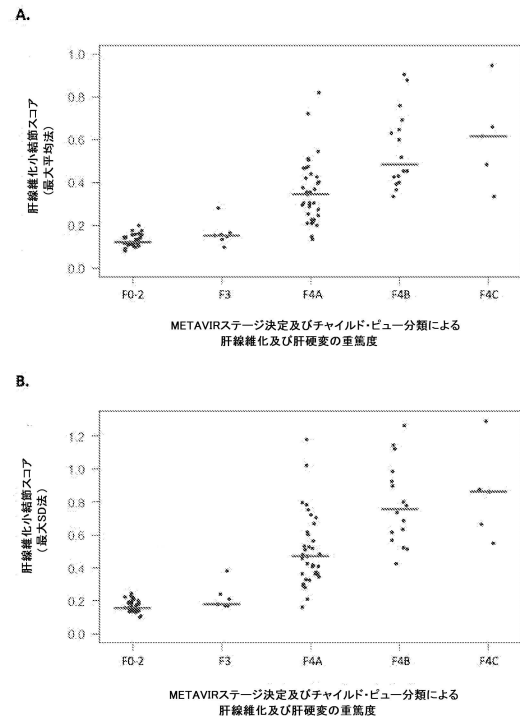 A.
肝線維化小結節スコア
(最大平均法)
1.0
0.8
0.6
0.4
0.2
0.0
F0-2 F3 F4A F4B F4C
METAVIRステージ決定及びチャイルド・ピュー分類による
肝線維化及び肝硬変の重篤度
B.
肝線維化小結節スコア
(最大SD法)
1.2
1.0
0.8
0.6
0.4
0.2
0.0
F0-2 F3 F4A F4B F4C
METAVIRステージ決定及びチャイルド・ピュー分類による
肝線維化及び肝硬変の重篤度